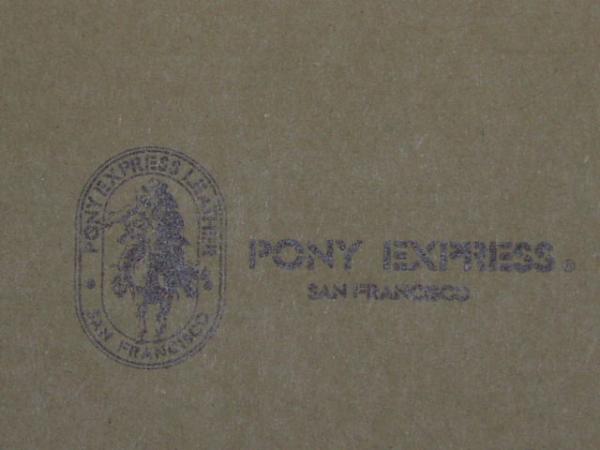 PONY EXPRESS LEATHER
SAN FRANCISCO
PONY EXPRESS®
SAN FRANCISCO